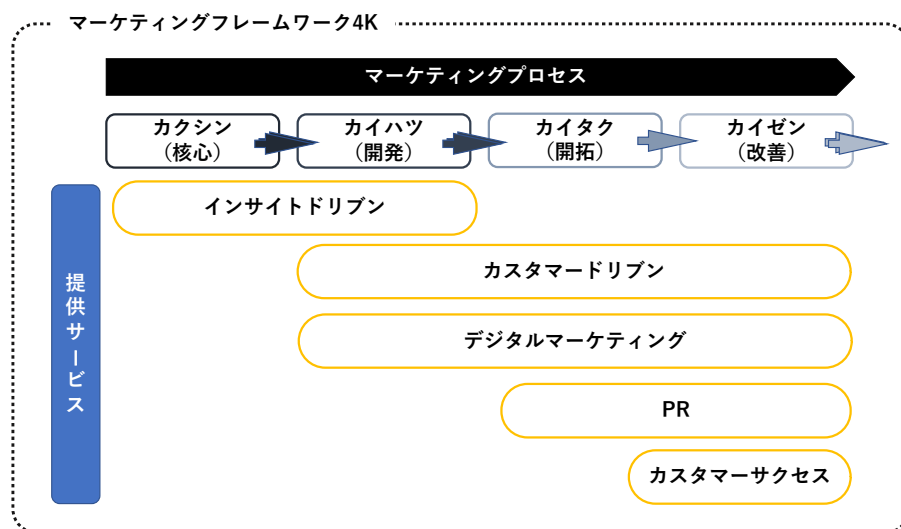 マーケティングフレームワーク4K
マーケティングプロセス
カクシン
（核心）
カイハツ
（開発）
カイタク
（開拓）
カイゼン
（改善）
提供サービス
インサイトドリブン
カスタマードリブン
デジタルマーケティング
PR
カスタマーサクセス